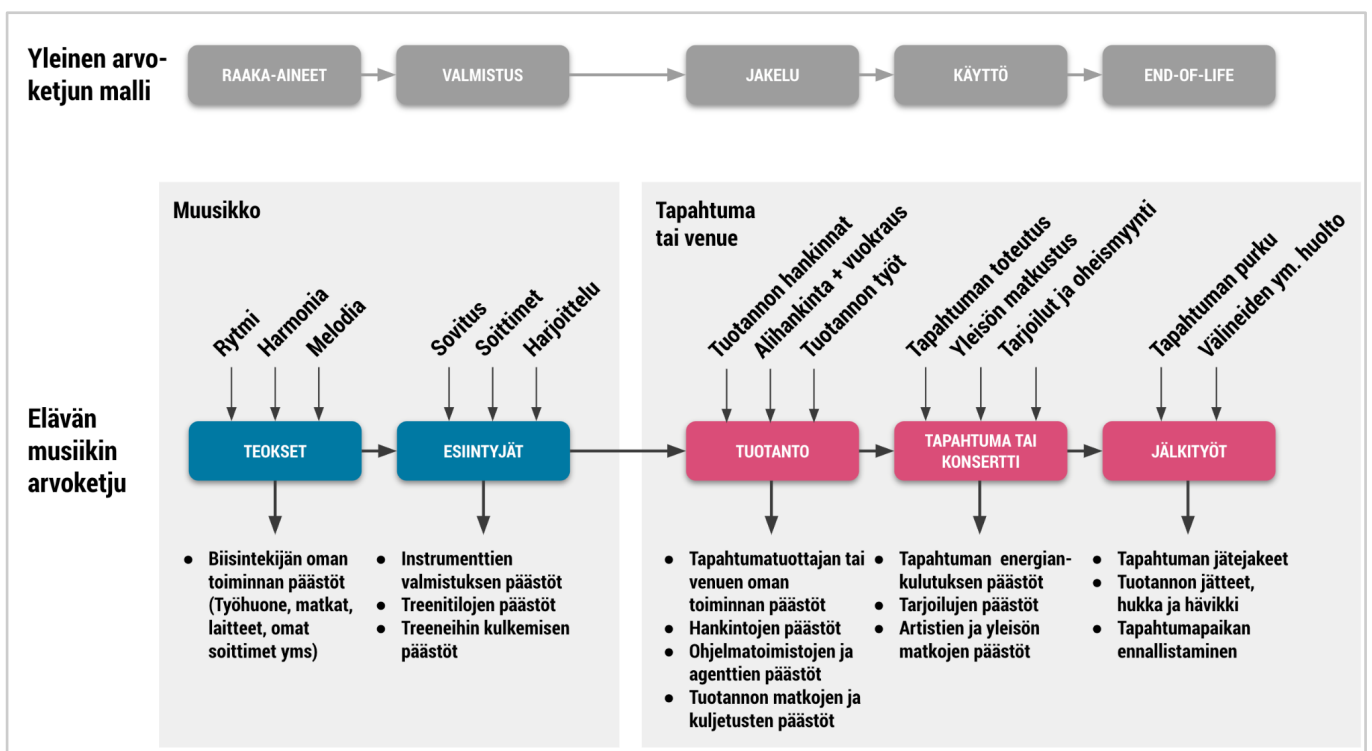 Yleinen arvo-
ketjun malli
RAAKA-AINEET
VALMISTUS
JAKELU
KÄYTTÖ
END-OF-LIFE
Muusikko
Tapahtuma
tai venue
Rytmi
Harmonia
Melodia
Sovitus
Soittimet
Harjoittelu
Tuotannon hankinnat
Alihankinta + vuokraus
Tuotannon työt
Tapahtuman toteutus
Yleisön matkustus
Tarjoilut ja oheismyynti
Tapahtuman purku
Välineiden ym. huolto
Elävän
musiikin
arvoketju
TEOKSET
ESIINTYJÄT
TUOTANTO
TAPAHTUMA TAI
KONSERTTI
JÄLKITYÖT
● Biisintekijän oman
toiminnan päästöt
(Työhuone, matkat,
laitteet, omat
soittimet yms)
● Instrumenttien
valmistuksen päästöt
● Treenitilojen päästöt
● Treeneihin kulkemisen
päästöt
● Tapahtumatuottajan tai
venuen oman
toiminnan päästöt
● Hankintojen päästöt
● Ohjelmatoimistojen ja
agenttien päästöt
● Tuotannon matkojen ja
kuljetusten päästöt
● Tapahtuman energian-
kulutuksen päästöt
● Tarjoilujen päästöt
● Artistien ja yleisön
matkojen päästöt
● Tapahtuman jätejakeet
● Tuotannon jätteet,
hukka ja hävikki
● Tapahtumapaikan
ennallistaminen